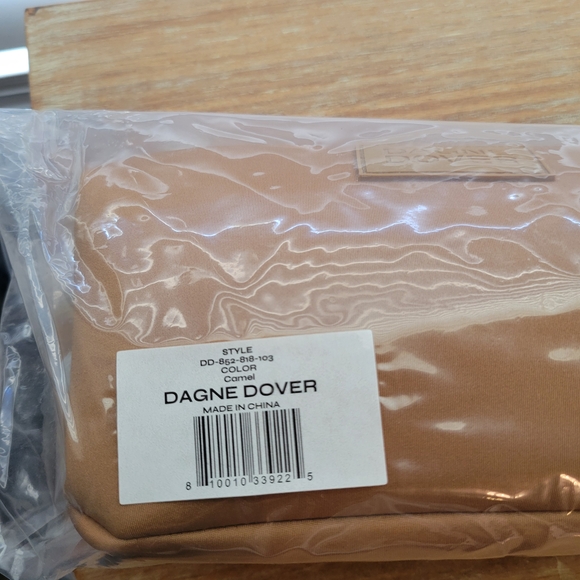 STYLE
DD-852-818-103
COLOR
Camel
DAGNE DOVER
MADE IN CHINA
8 10010 33922 5